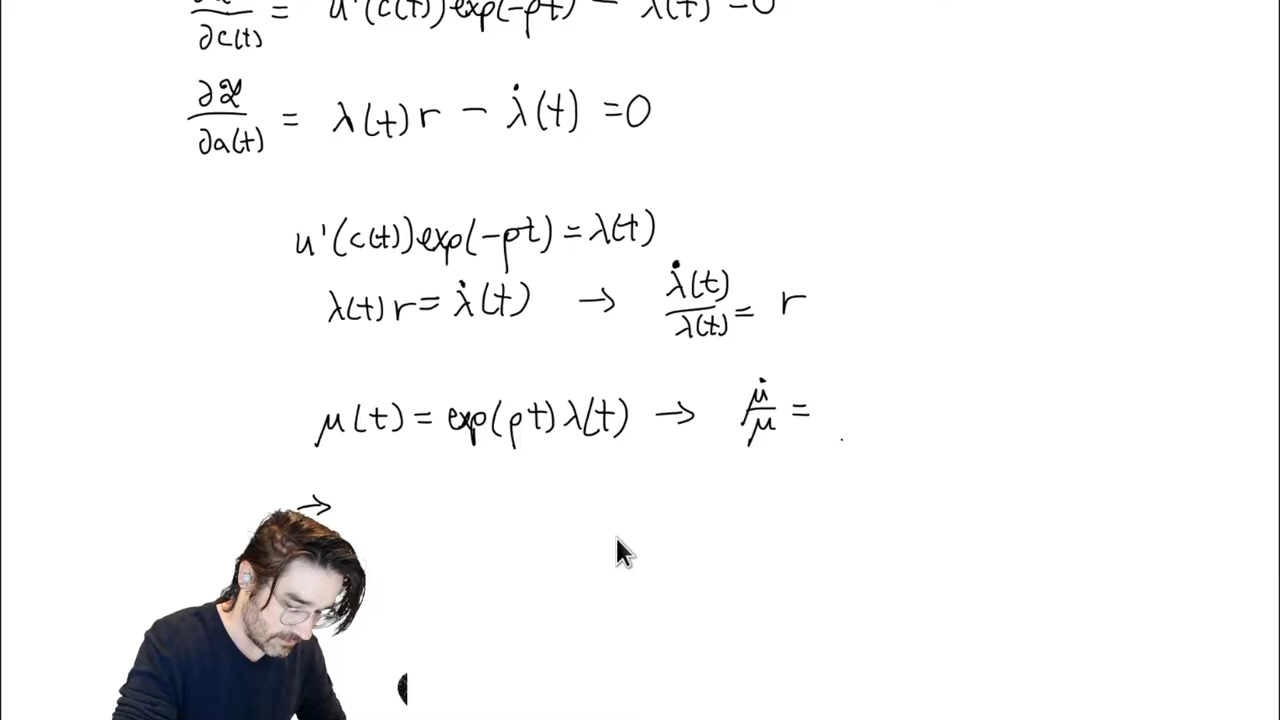 ∂ℒ/∂c(t) = u'(c(t))exp(-ρt) - λ(t) = 0
∂ℒ/∂a(t) = λ(t)r - λ̇(t) = 0
u'(c(t))exp(-ρt) = λ(t)
λ(t)r = λ̇(t) → λ̇(t)/λ(t) = r
μ(t) = exp(ρt)λ(t) → μ̇/μ =
→